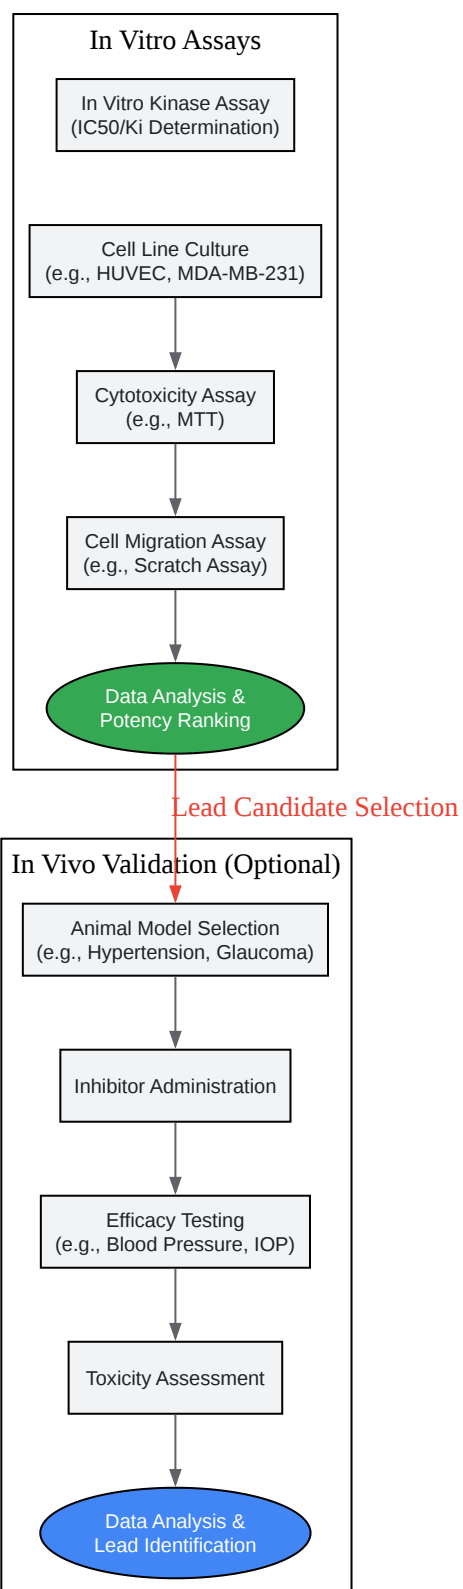 In Vitro Assays
In Vitro Kinase Assay
(IC50/Ki Determination)
Cell Line Culture
(e.g., HUVEC, MDA-MB-231)
Cytotoxicity Assay
(e.g., MTT)
Cell Migration Assay
(e.g., Scratch Assay)
Data Analysis &
Potency Ranking
Lead Candidate Selection
In Vivo Validation (Optional)
Animal Model Selection
(e.g., Hypertension, Glaucoma)
Inhibitor Administration
Efficacy Testing
(e.g., Blood Pressure, IOP)
Toxicity Assessment
Data Analysis &
Lead Identification